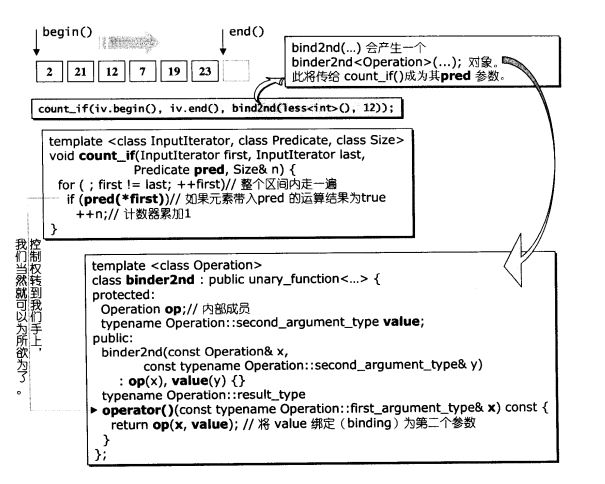 begin()
end()
2 21 12 7 19 23
bind2nd(...) 会产生一个
binder2nd<Operation>(...); 对象。
此将传给 count_if()成为其pred 参数。
count_if(iv.begin(), iv.end(), bind2nd(less<int>(), 12));
template <class InputIterator, class Predicate, class Size>
void count_if(InputIterator first, InputIterator last,
Predicate pred, Size& n) {
for ( ; first != last; ++first)// 整个区间内走一遍
if (pred(*first))// 如果元素带入pred 的运算结果为true
++n;// 计数器累加1
}
控制权转到我们手上,
我们当然就可以为所欲为了。
template <class Operation>
class binder2nd : public unary_function<...> {
protected:
Operation op;// 内部成员
typename Operation::second_argument_type value;
public:
binder2nd(const Operation& x,
const typename Operation::second_argument_type& y)
: op(x), value(y) {}
typename Operation::result_type
operator()(const typename Operation::first_argument_type& x) const {
return op(x, value); // 将 value 绑定（binding）为第二个参数
}
};